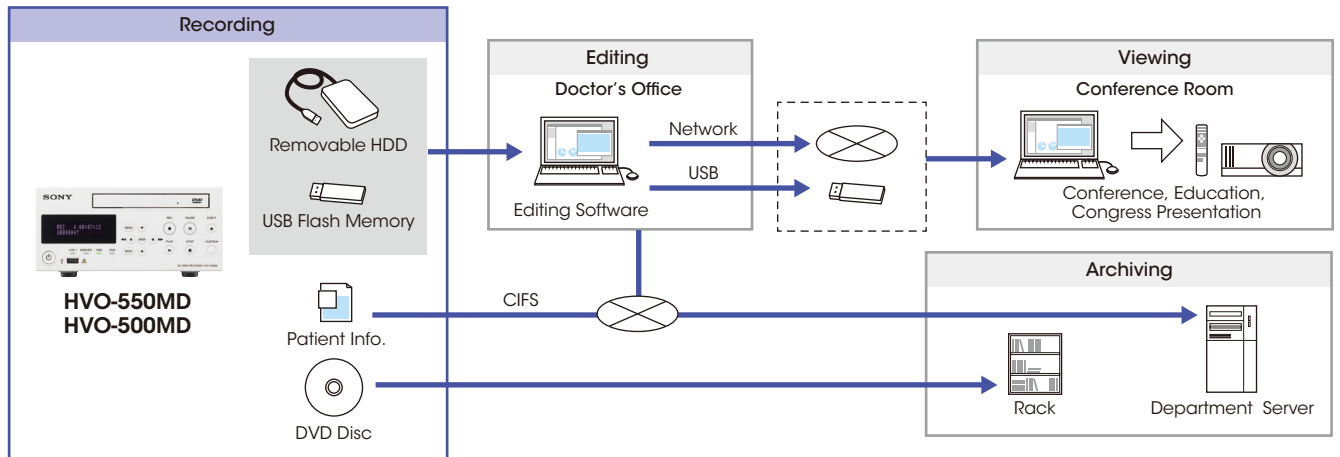 Recording
Removable HDD
USB Flash Memory
SONY
DVD
HVO-550MD
HVO-500MD
Patient Info.
DVD Disc
Editing
Doctor's Office
Editing Software
Network
USB
CIFS
Viewing
Conference Room
Conference, Education,
Congress Presentation
Archiving
Rack
Department Server